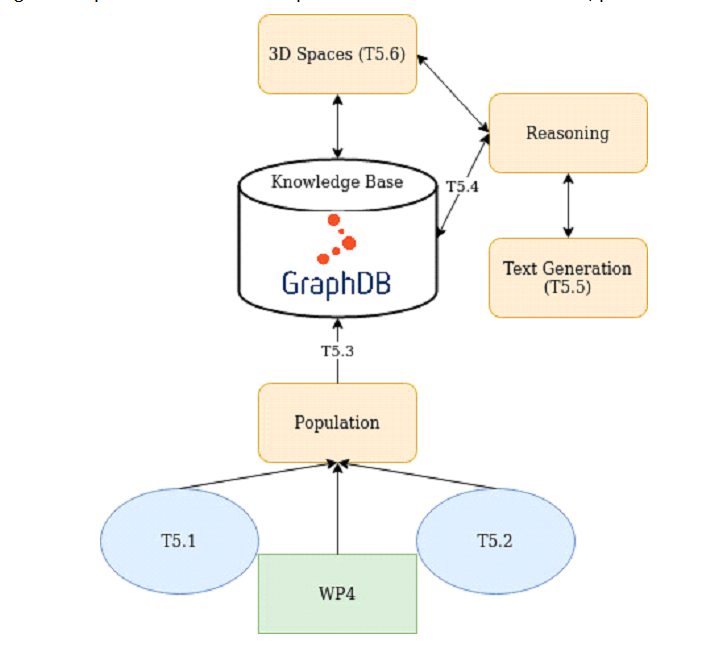 3D Spaces (T5.6)
Reasoning
Knowledge Base
T5.4
GraphDB
Text Generation
(T5.5)
T5.3
Population
T5.1
T5.2
WP4